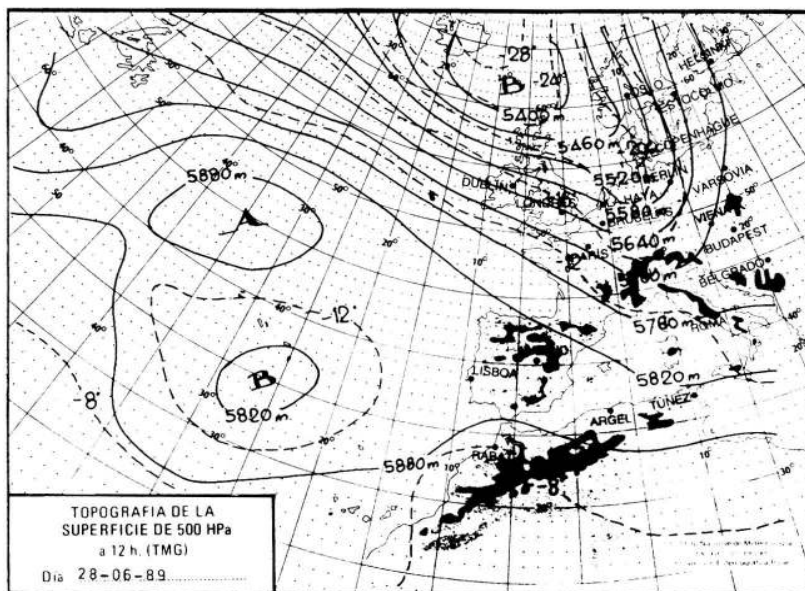 -28°
B -24°
5400 m
5460 m
5520
5580 m
5640 m
5780 m
5820 m
5880 m
A
-12°
B
5820 m
-8°
5880 m
-8°
HELSINKI
OSLO
ESTOCOLMO
COPENHAGUE
DUBLIN
LONDRES
LA HAYA
BERLIN
VARSOVIA
BRUSELAS
PARIS
VIENA
BUDAPEST
BELGRADO
ROMA
LISBOA
ARGEL
TUNEZ
RABAT
TOPOGRAFIA DE LA
SUPERFICIE DE 500 HPa
a 12 h. (TMG)
Día 28-06-89